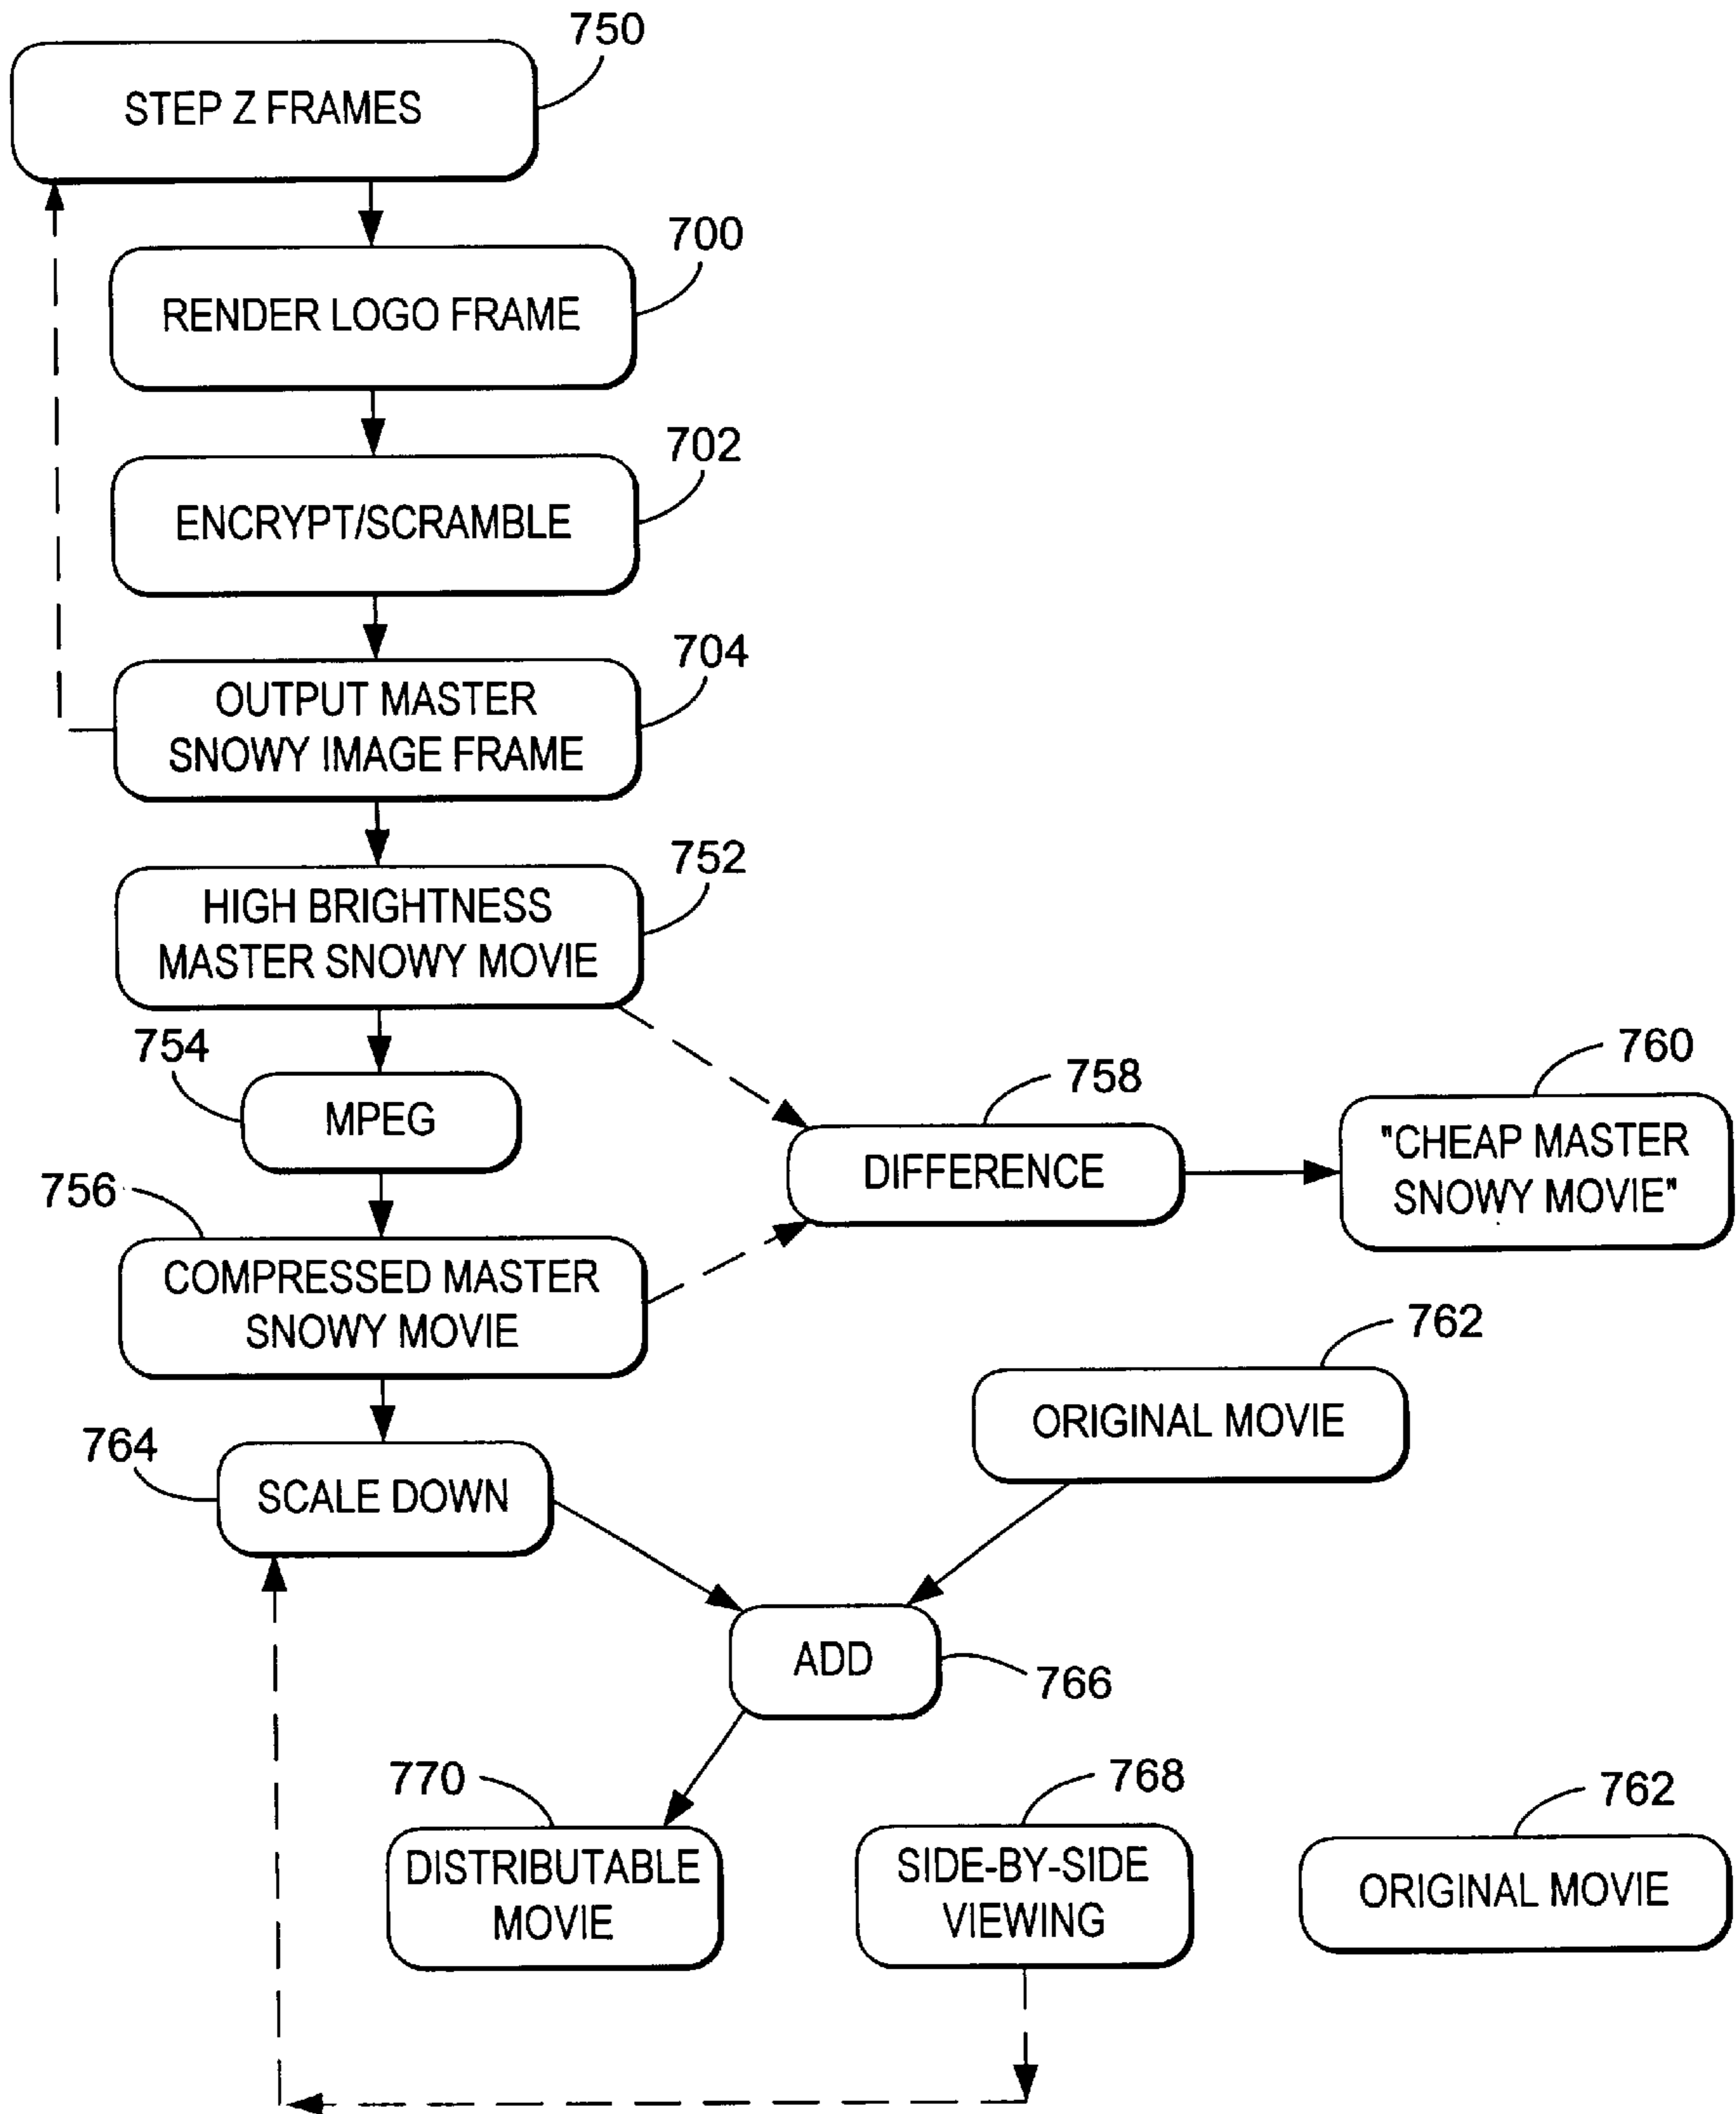 750
STEP Z FRAMES
700
RENDER LOGO FRAME
702
ENCRYPT/SCRAMBLE
704
OUTPUT MASTER
SNOWY IMAGE FRAME
752
HIGH BRIGHTNESS
MASTER SNOWY MOVIE
754
MPEG
758
DIFFERENCE
760
"CHEAP MASTER
SNOWY MOVIE"
756
COMPRESSED MASTER
SNOWY MOVIE
762
ORIGINAL MOVIE
764
SCALE DOWN
ADD
766
770
DISTRIBUTABLE
MOVIE
768
SIDE-BY-SIDE
VIEWING
762
ORIGINAL MOVIE